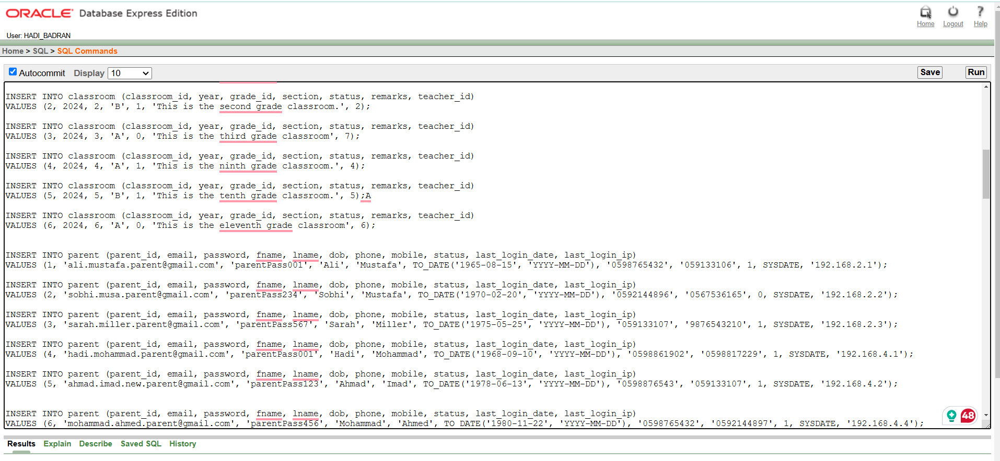 ORACLE Database Express Edition
Home Logout Help
User: HADI_BADRAN
Home > SQL > SQL Commands
Autocommit Display 10 Save Run
INSERT INTO classroom (classroom_id, year, grade_id, section, status, remarks, teacher_id)
VALUES (2, 2024, 2, 'B', 1, 'This is the second grade classroom.', 2);
INSERT INTO classroom (classroom_id, year, grade_id, section, status, remarks, teacher_id)
VALUES (3, 2024, 3, 'A', 0, 'This is the third grade classroom', 7);
INSERT INTO classroom (classroom_id, year, grade_id, section, status, remarks, teacher_id)
VALUES (4, 2024, 4, 'A', 1, 'This is the ninth grade classroom.', 4);
INSERT INTO classroom (classroom_id, year, grade_id, section, status, remarks, teacher_id)
VALUES (5, 2024, 5, 'B', 1, 'This is the tenth grade classroom.', 5);A
INSERT INTO classroom (classroom_id, year, grade_id, section, status, remarks, teacher_id)
VALUES (6, 2024, 6, 'A', 0, 'This is the eleventh grade classroom', 6);
INSERT INTO parent (parent_id, email, password, fname, lname, dob, phone, mobile, status, last_login_date, last_login_ip)
VALUES (1, 'ali.mustafa.parent@gmail.com', 'parentPass001', 'Ali', 'Mustafa', TO_DATE('1965-08-15', 'YYYY-MM-DD'), '0598765432', '059133106', 1, SYSDATE, '192.168.2.1');
INSERT INTO parent (parent_id, email, password, fname, lname, dob, phone, mobile, status, last_login_date, last_login_ip)
VALUES (2, 'sobhi.musa.parent@gmail.com', 'parentPass234', 'Sobhi', 'Mustafa', TO_DATE('1970-02-20', 'YYYY-MM-DD'), '0592144896', '0567536165', 0, SYSDATE, '192.168.2.2');
INSERT INTO parent (parent_id, email, password, fname, lname, dob, phone, mobile, status, last_login_date, last_login_ip)
VALUES (3, 'sarah.miller.parent@gmail.com', 'parentPass567', 'Sarah', 'Miller', TO_DATE('1975-05-25', 'YYYY-MM-DD'), '059133107', '9876543210', 1, SYSDATE, '192.168.2.3');
INSERT INTO parent (parent_id, email, password, fname, lname, dob, phone, mobile, status, last_login_date, last_login_ip)
VALUES (4, 'hadi.mohammad.parent@gmail.com', 'parentPass001', 'Hadi', 'Mohammad', TO_DATE('1968-09-10', 'YYYY-MM-DD'), '0598861902', '0598817229', 1, SYSDATE, '192.168.4.1');
INSERT INTO parent (parent_id, email, password, fname, lname, dob, phone, mobile, status, last_login_date, last_login_ip)
VALUES (5, 'ahmad.imad.new.parent@gmail.com', 'parentPass123', 'Ahmad', 'Imad', TO_DATE('1978-06-13', 'YYYY-MM-DD'), '0598876543', '059133107', 1, SYSDATE, '192.168.4.2');
INSERT INTO parent (parent_id, email, password, fname, lname, dob, phone, mobile, status, last_login_date, last_login_ip)
VALUES (6, 'mohammad.ahmed.parent@gmail.com', 'parentPass456', 'Mohammad', 'Ahmed', TO_DATE('1980-11-22', 'YYYY-MM-DD'), '0598765432', '0592144897', 1, SYSDATE, '192.168.4.4');
48
Results Explain Describe Saved SQL History